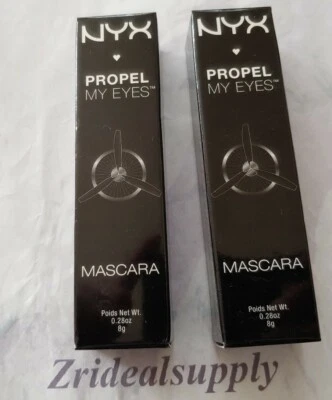 NYX
PROPEL
MY EYES™
MASCARA
Poids Net Wt.
0.28oz
8g
NYX
PROPEL
MY EYES™
MASCARA
Poids Net Wt.
0.28oz
8g
Zridealsupply